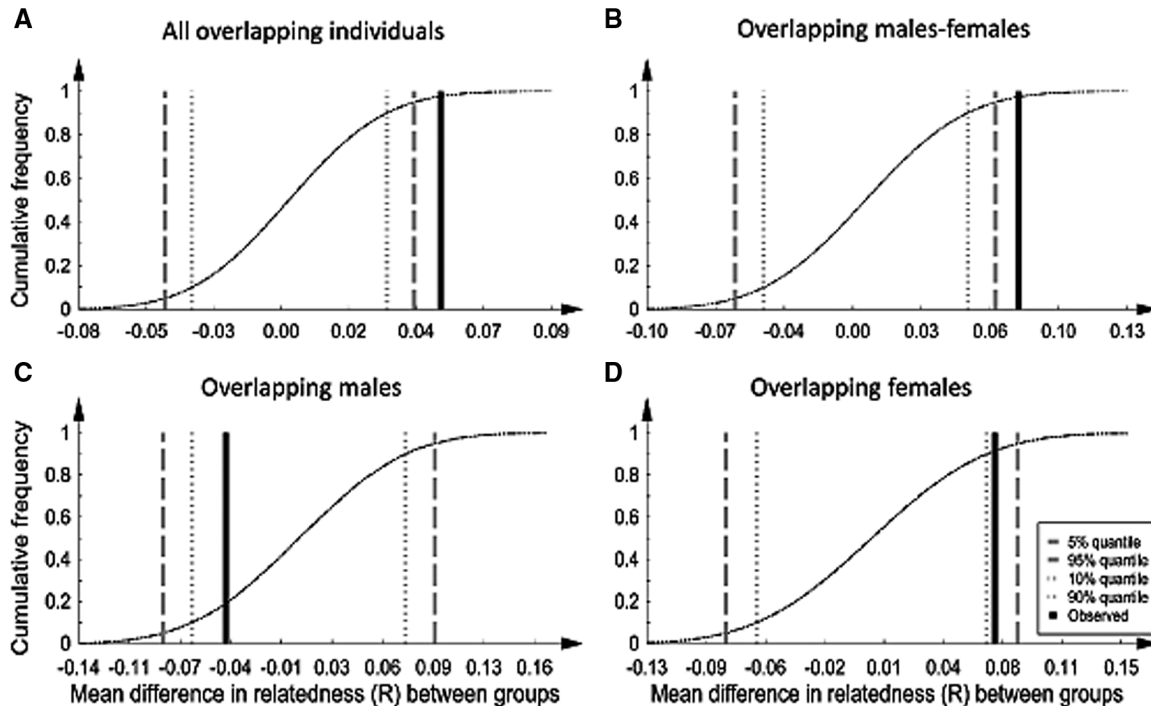 A
All overlapping individuals
Cumulative frequency
1
0.8
0.6
0.4
0.2
0
-0.08 -0.05 -0.03 0.00 0.02 0.04 0.07 0.09
B
Overlapping males-females
1
0.8
0.6
0.4
0.2
0
-0.10 -0.07 -0.04 0.00 0.03 0.06 0.10 0.13
C
Overlapping males
Cumulative frequency
1
0.8
0.6
0.4
0.2
0
-0.14 -0.11 -0.07 -0.04 -0.01 0.03 0.06 0.09 0.13 0.16
Mean difference in relatedness (R) between groups
D
Overlapping females
1
0.8
0.6
0.4
0.2
0
-0.13 -0.09 -0.06 -0.02 0.01 0.04 0.08 0.11 0.15
Mean difference in relatedness (R) between groups
5% quantile
95% quantile
10% quantile
90% quantile
Observed